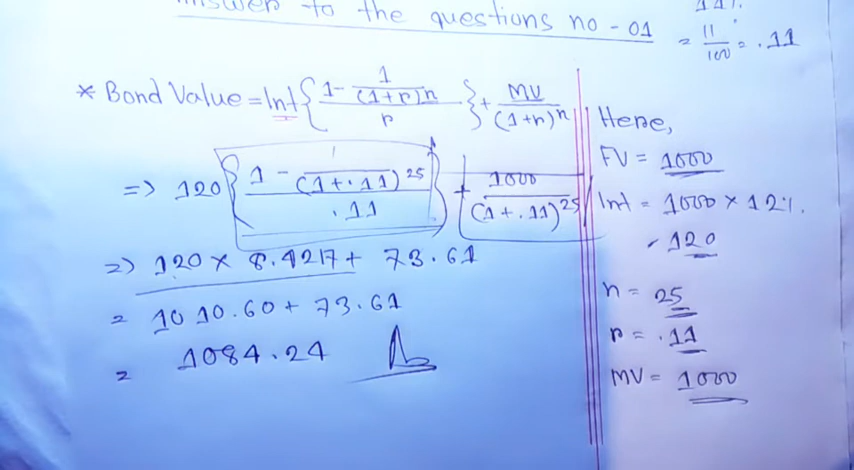 Answer to the questions no - 01
11%
= 11/100 = .11
* Bond Value = Int { (1 - 1/(1+r)n) / r } + MV/(1+r)^n
=> 120 { (1 - 1/(1+.11)^25) / .11 } + 1000/(1+.11)^25
=> 120 × 8.4217 + 73.61
= 1010.60 + 73.61
= 1084.24
Here,
FV = 1000
Int = 1000 × 12%.
= 120
n = 25
r = .11
MV = 1000